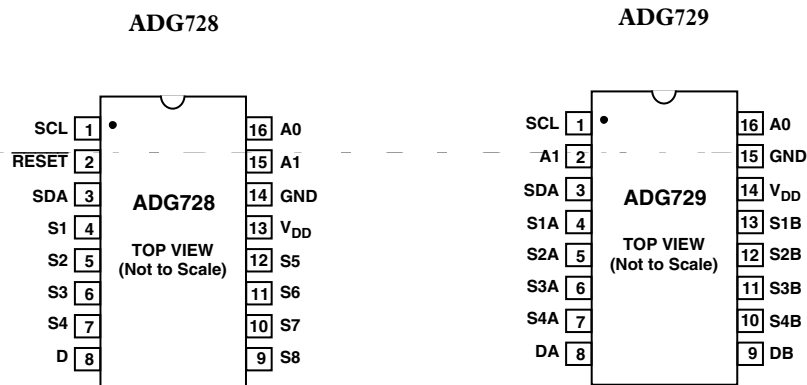 ADG728
SCL 1 16 A0
RESET 2 15 A1
SDA 3 14 GND
S1 4 13 VDD
S2 5 12 S5
S3 6 11 S6
S4 7 10 S7
D 8 9 S8
ADG728
TOP VIEW
(Not to Scale)
ADG729
SCL 1 16 A0
A1 2 15 GND
SDA 3 14 VDD
S1A 4 13 S1B
S2A 5 12 S2B
S3A 6 11 S3B
S4A 7 10 S4B
DA 8 9 DB
ADG729
TOP VIEW
(Not to Scale)